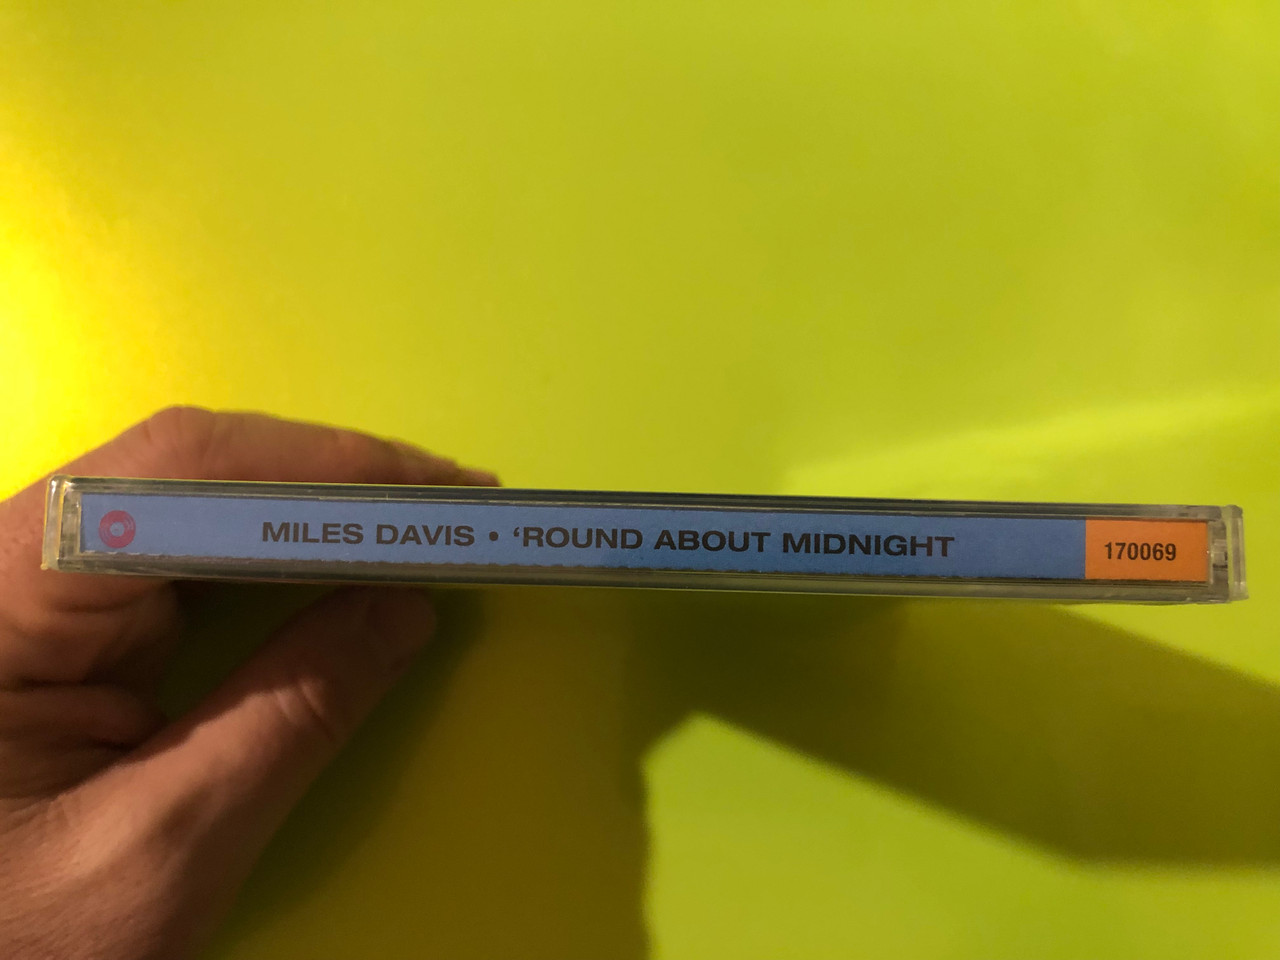 MILES DAVIS • ‘ROUND ABOUT MIDNIGHT 170069